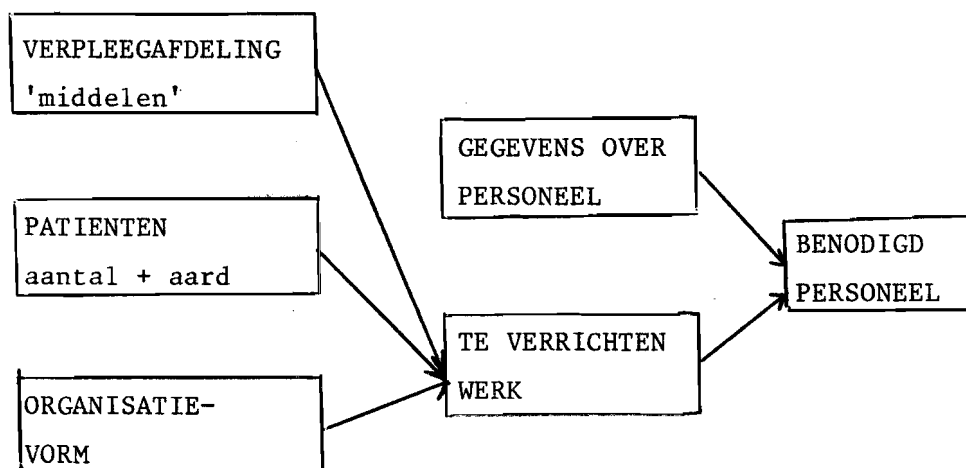 VERPLEEGAFDELING
'middelen'
PATIENTEN
aantal + aard
ORGANISATIE-
VORM
GEGEVENS OVER
PERSONEEL
TE VERRICHTEN
WERK
BENODIGD
PERSONEEL